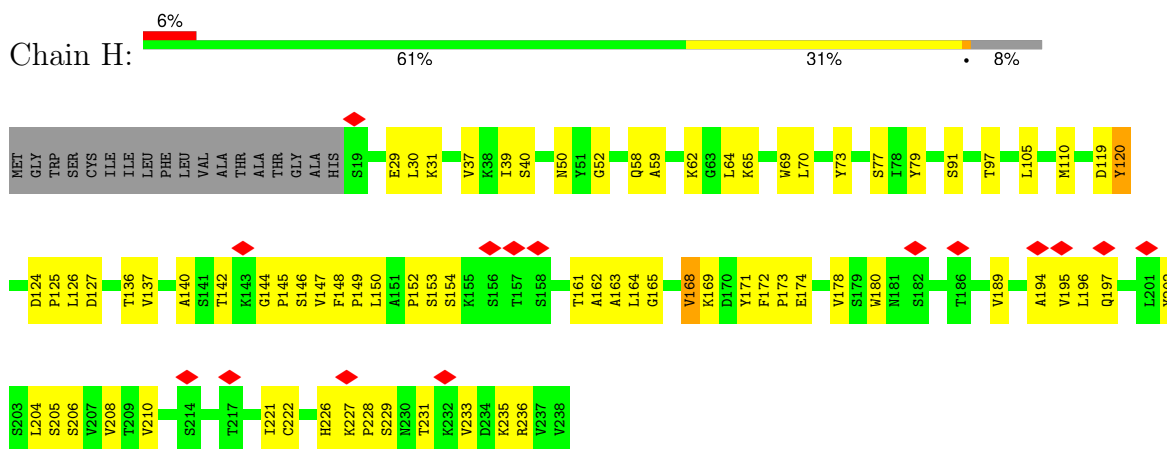 6%
Chain H:
61% 31% • 8%
MET GLY TRP SER CYS ILE ILE LEU PHE LEU VAL ALA THR ALA THR GLY ALA HIS S19 E29 L30 K31 V37 K38 I39 S40 N50 Y51 G52 Q58 A59 K62 G63 L64 K65 W69 L70 Y73 S77 I78 Y79 S91 T97 L105 M110 D119 Y120
D124 P125 L126 D127 T136 V137 A140 S141 T142 K143 G144 P145 S146 V147 F148 P149 L150 A151 P152 S153 S154 K155 S156 T157 S158 T161 A162 A163 L164 G165 V168 K169 D170 Y171 F172 P173 E174 V178 S179 W180 N181 S182 T186 V189 A194 V195 L196 Q197 L201
S203 L204 S205 S206 V207 V208 T209 V210 S214 T217 I221 C222 H226 K227 P228 S229 N230 T231 K232 V233 D234 K235 R236 V237 V238